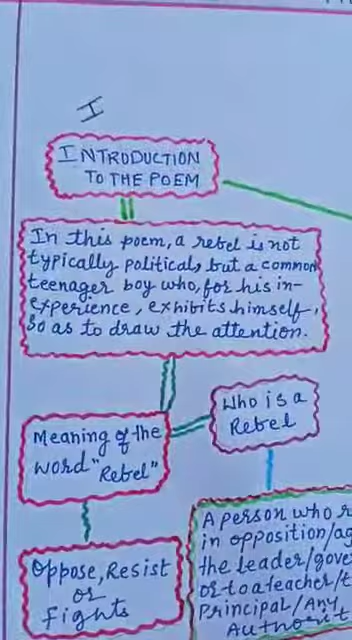 I
INTRODUCTION
TO THE POEM
In this poem, a rebel is not
typically political, but a common
teenager boy who, for his in-
experience, exhibits himself,
so as to draw the attention.
Who is a
Rebel
Meaning of the
word "Rebel"
Oppose, Resist
or
Fights
A person who
in opposition/
the leader/
or to a teacher/
Principal/Any